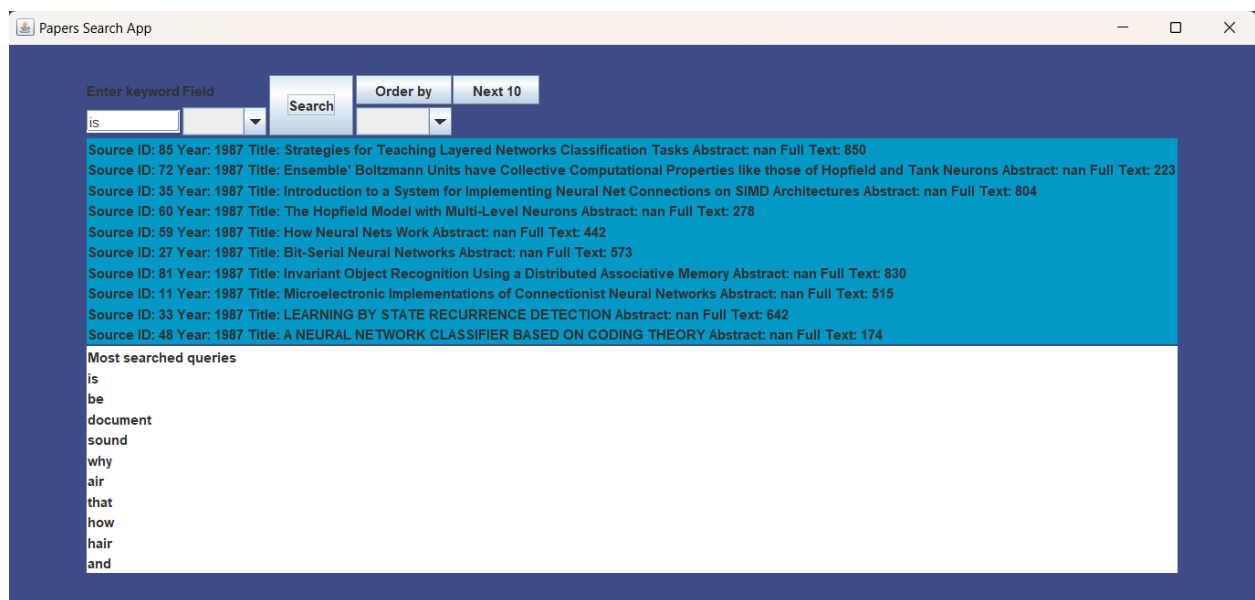 Papers Search App
Enter keyword Field Search Order by Next 10
is
Source ID: 85 Year: 1987 Title: Strategies for Teaching Layered Networks Classification Tasks Abstract: nan Full Text: 850
Source ID: 72 Year: 1987 Title: Ensemble' Boltzmann Units have Collective Computational Properties like those of Hopfield and Tank Neurons Abstract: nan Full Text: 223
Source ID: 35 Year: 1987 Title: Introduction to a System for Implementing Neural Net Connections on SIMD Architectures Abstract: nan Full Text: 804
Source ID: 60 Year: 1987 Title: The Hopfield Model with Multi-Level Neurons Abstract: nan Full Text: 278
Source ID: 59 Year: 1987 Title: How Neural Nets Work Abstract: nan Full Text: 442
Source ID: 27 Year: 1987 Title: Bit-Serial Neural Networks Abstract: nan Full Text: 573
Source ID: 81 Year: 1987 Title: Invariant Object Recognition Using a Distributed Associative Memory Abstract: nan Full Text: 830
Source ID: 11 Year: 1987 Title: Microelectronic Implementations of Connectionist Neural Networks Abstract: nan Full Text: 515
Source ID: 33 Year: 1987 Title: LEARNING BY STATE RECURRENCE DETECTION Abstract: nan Full Text: 642
Source ID: 48 Year: 1987 Title: A NEURAL NETWORK CLASSIFIER BASED ON CODING THEORY Abstract: nan Full Text: 174
Most searched queries
is
be
document
sound
why
air
that
how
hair
and